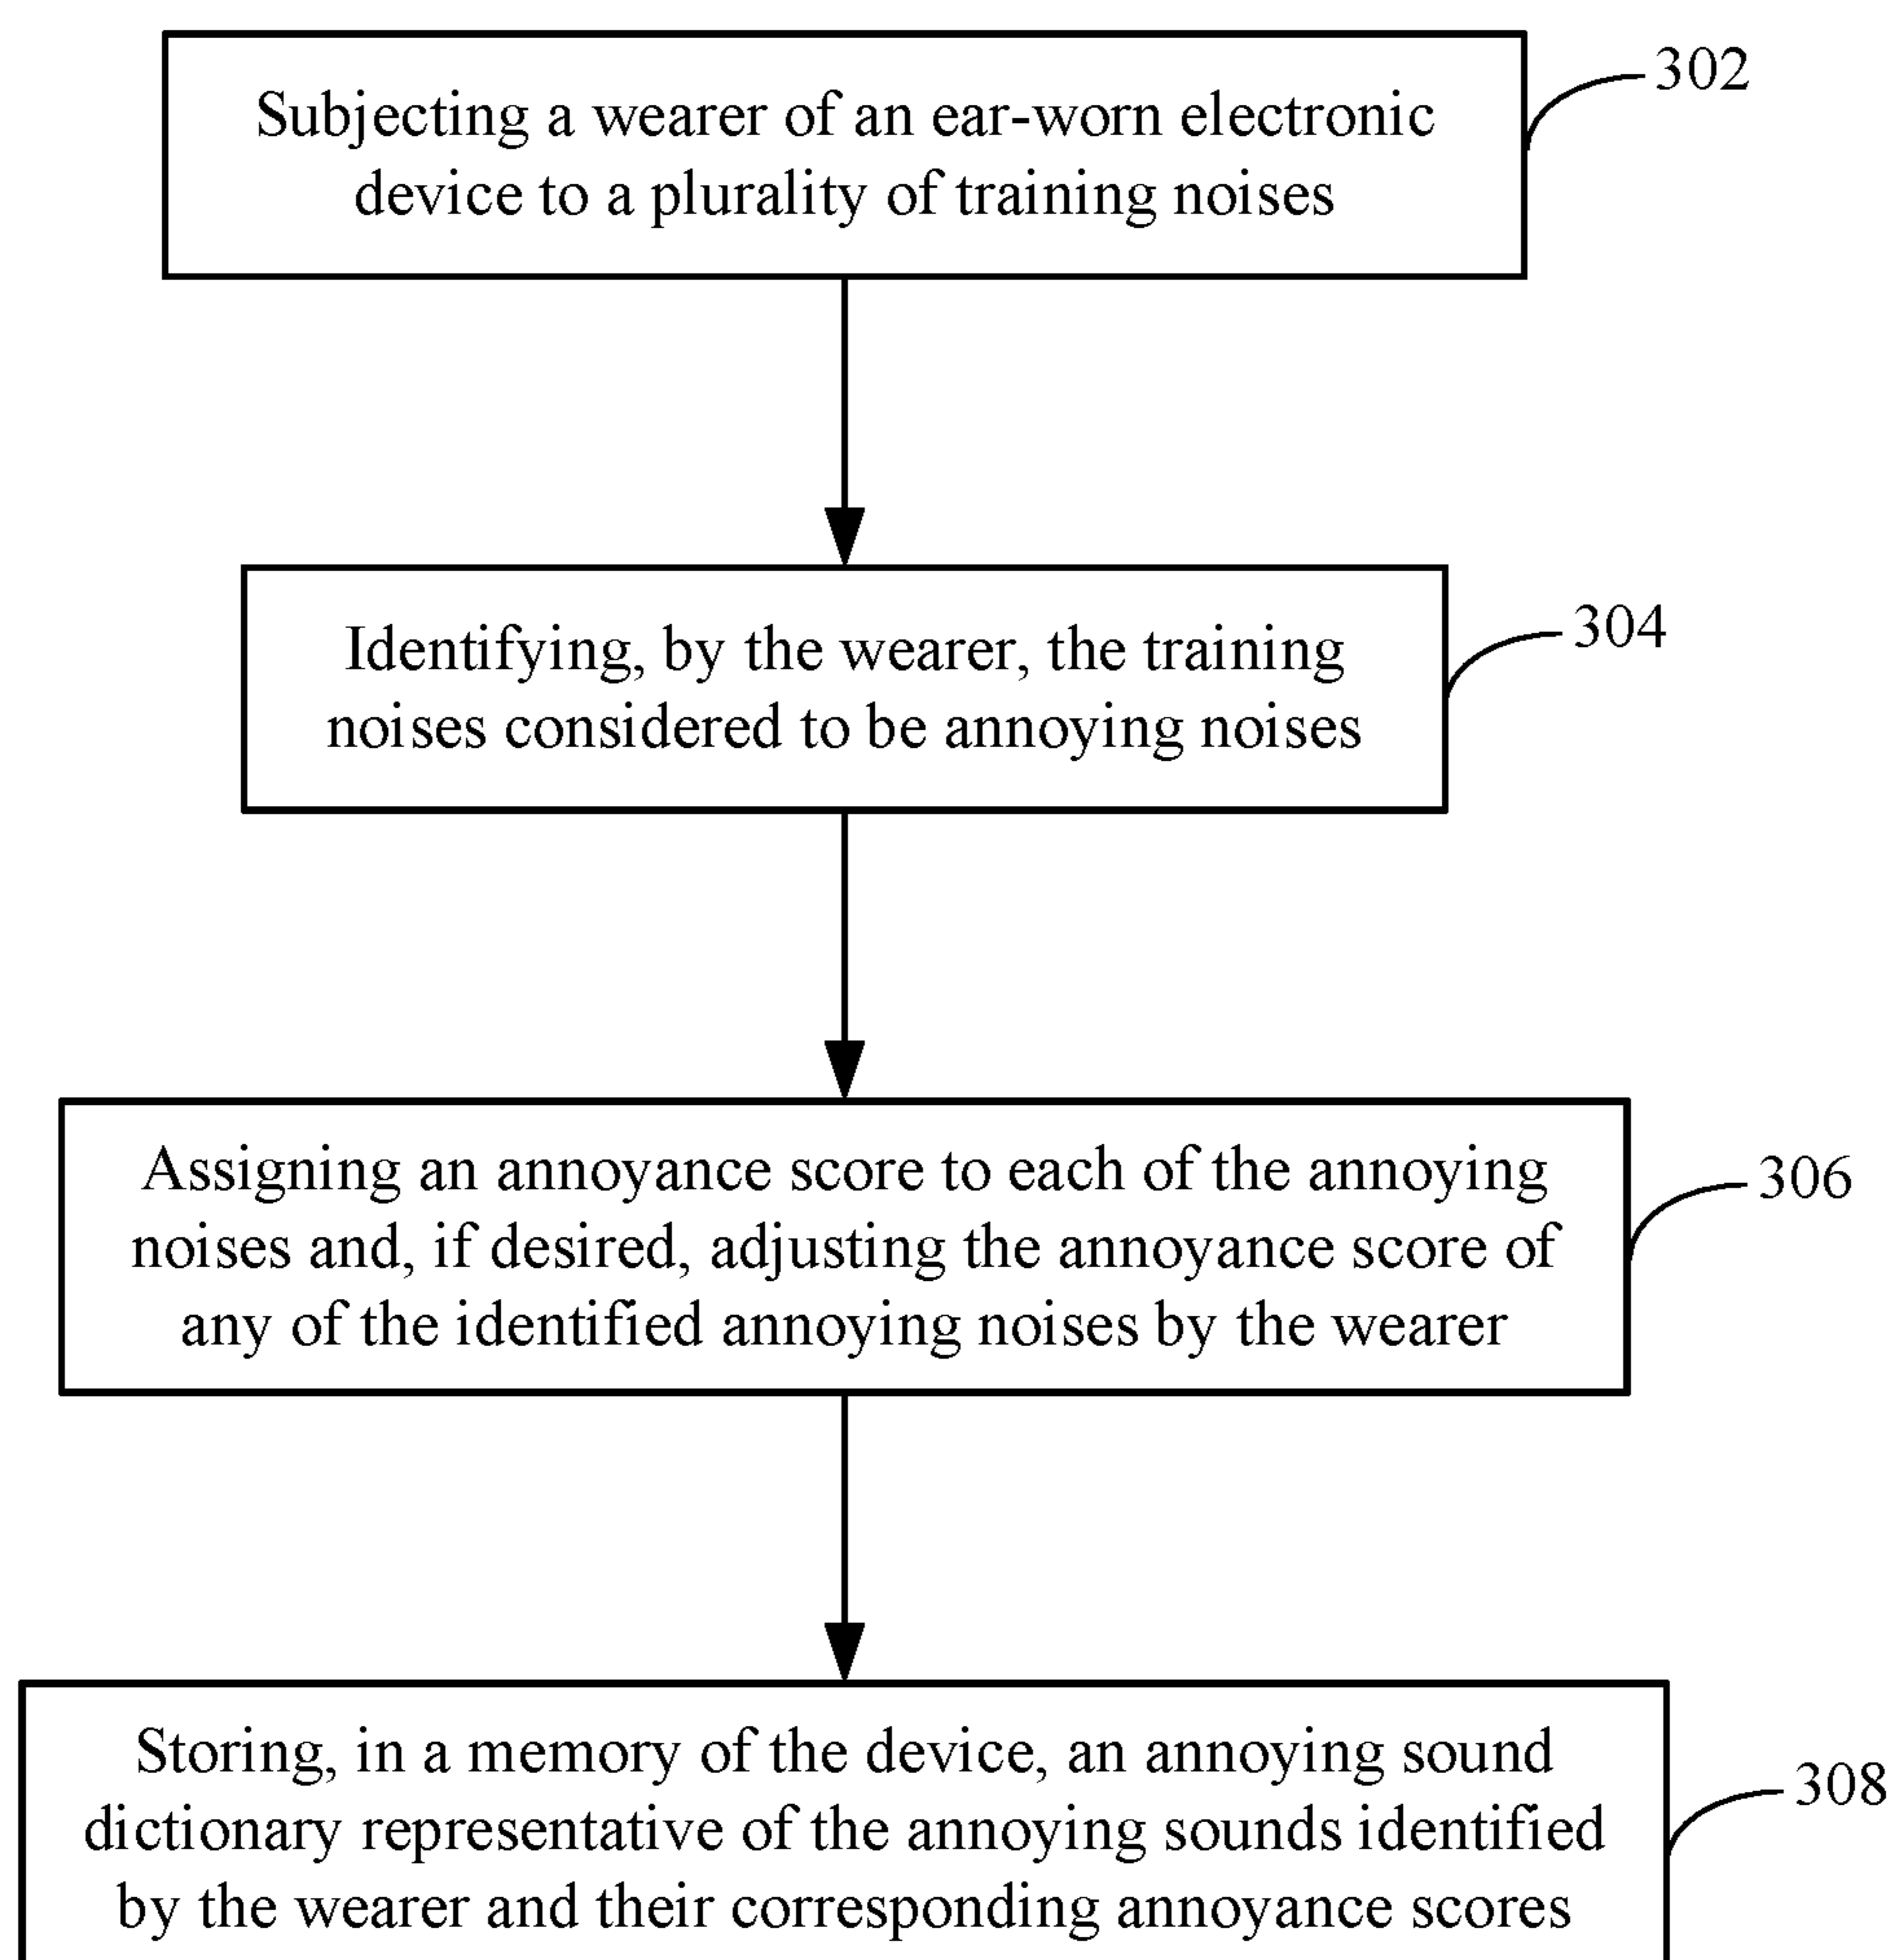 Subjecting a wearer of an ear-worn electronic
device to a plurality of training noises
302
Identifying, by the wearer, the training
noises considered to be annoying noises
304
Assigning an annoyance score to each of the annoying
noises and, if desired, adjusting the annoyance score of
any of the identified annoying noises by the wearer
306
Storing, in a memory of the device, an annoying sound
dictionary representative of the annoying sounds identified
by the wearer and their corresponding annoyance scores
308